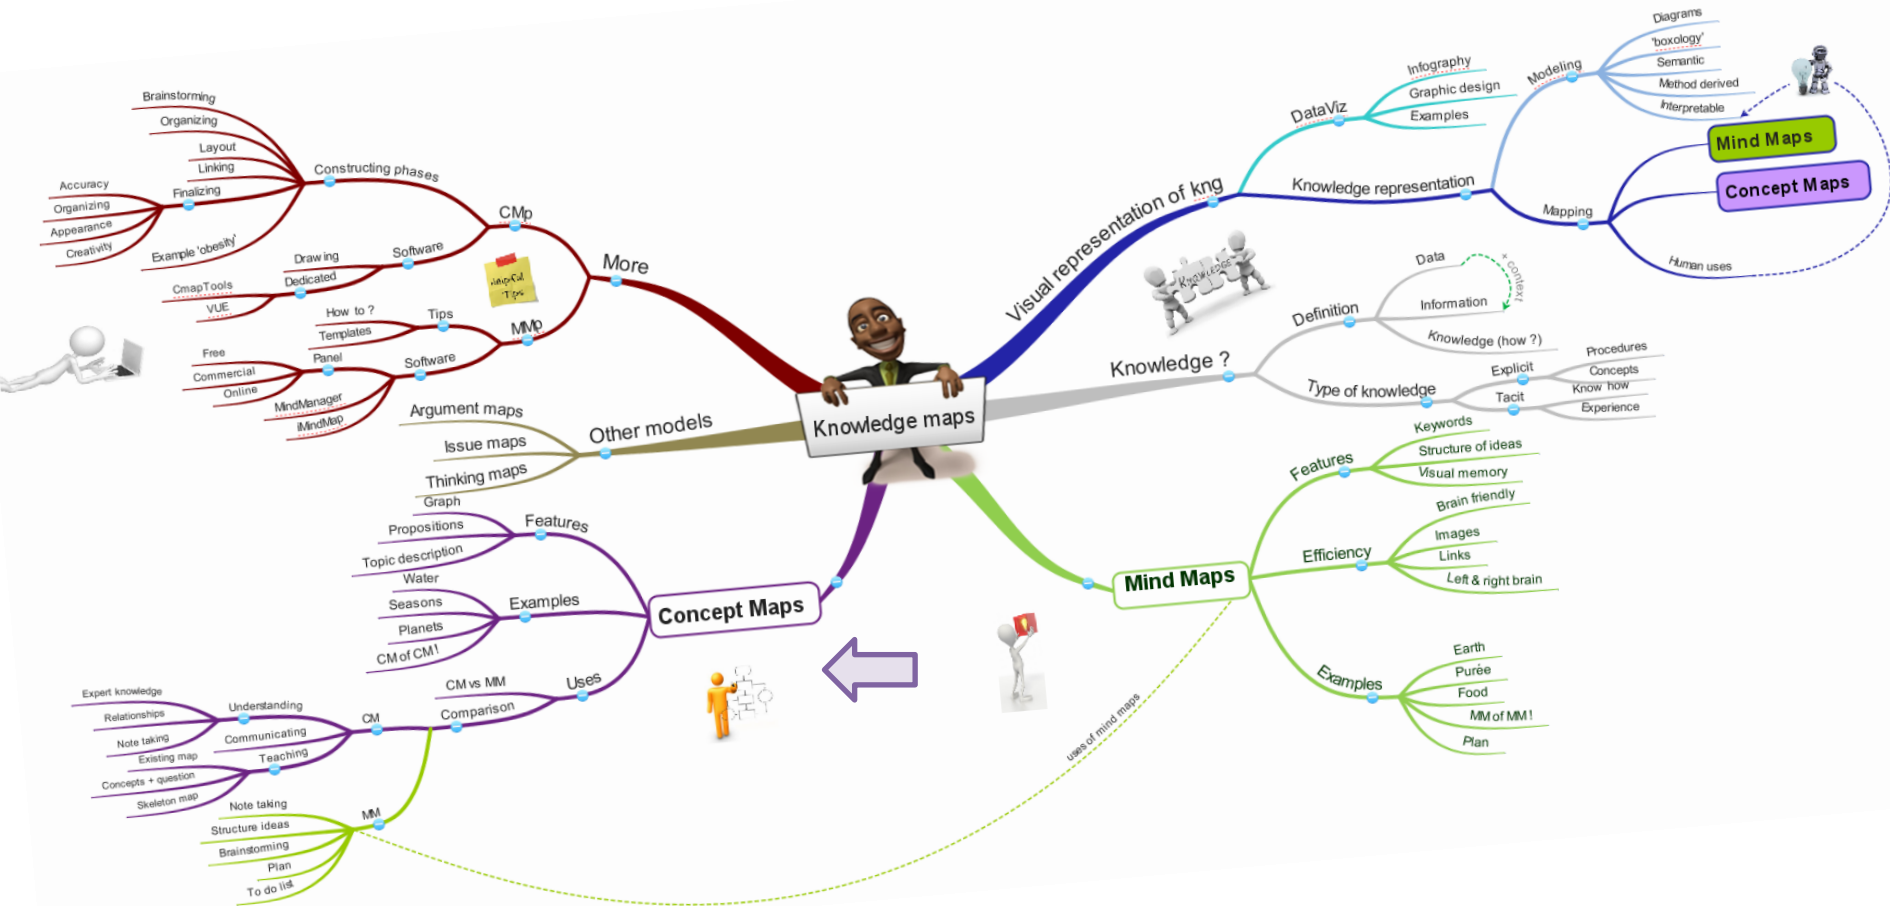 Knowledge maps
Visual representation of kng
DataViz
Infography
Graphic design
Examples
Knowledge representation
Modeling
Diagrams
'boxology'
Semantic
Method derived
Interpretable
Mapping
Mind Maps
Concept Maps
Human uses
KNOWLEDGE
Knowledge ?
Definition
Data
+ context
Information
Knowledge (how ?)
Type of knowledge
Explicit
Procedures
Concepts
Tacit
Know how
Experience
Mind Maps
Features
Keywords
Structure of ideas
Visual memory
Efficiency
Brain friendly
Images
Links
Left & right brain
Examples
Earth
Purée
Food
MM of MM !
Plan
uses of mind maps
Concept Maps
Features
Graph
Propositions
Topic description
Examples
Water
Seasons
Planets
CM of CM !
Uses
CM vs MM
Comparison
CM
Understanding
Expert knowledge
Relationships
Note taking
Communicating
Teaching
Existing map
Concepts + question
Skeleton map
MM
Note taking
Structure ideas
Brainstorming
Plan
To do list
Other models
Argument maps
Issue maps
Thinking maps
More
CMp
Constructing phases
Brainstorming
Organizing
Layout
Linking
Finalizing
Accuracy
Organizing
Appearance
Creativity
Example 'obesity'
Software
Drawing
Dedicated
CmapTools
VUE
Helpful
Tips
MMp
Tips
How to ?
Templates
Software
Panel
Free
Commercial
Online
MindManager
iMindMap